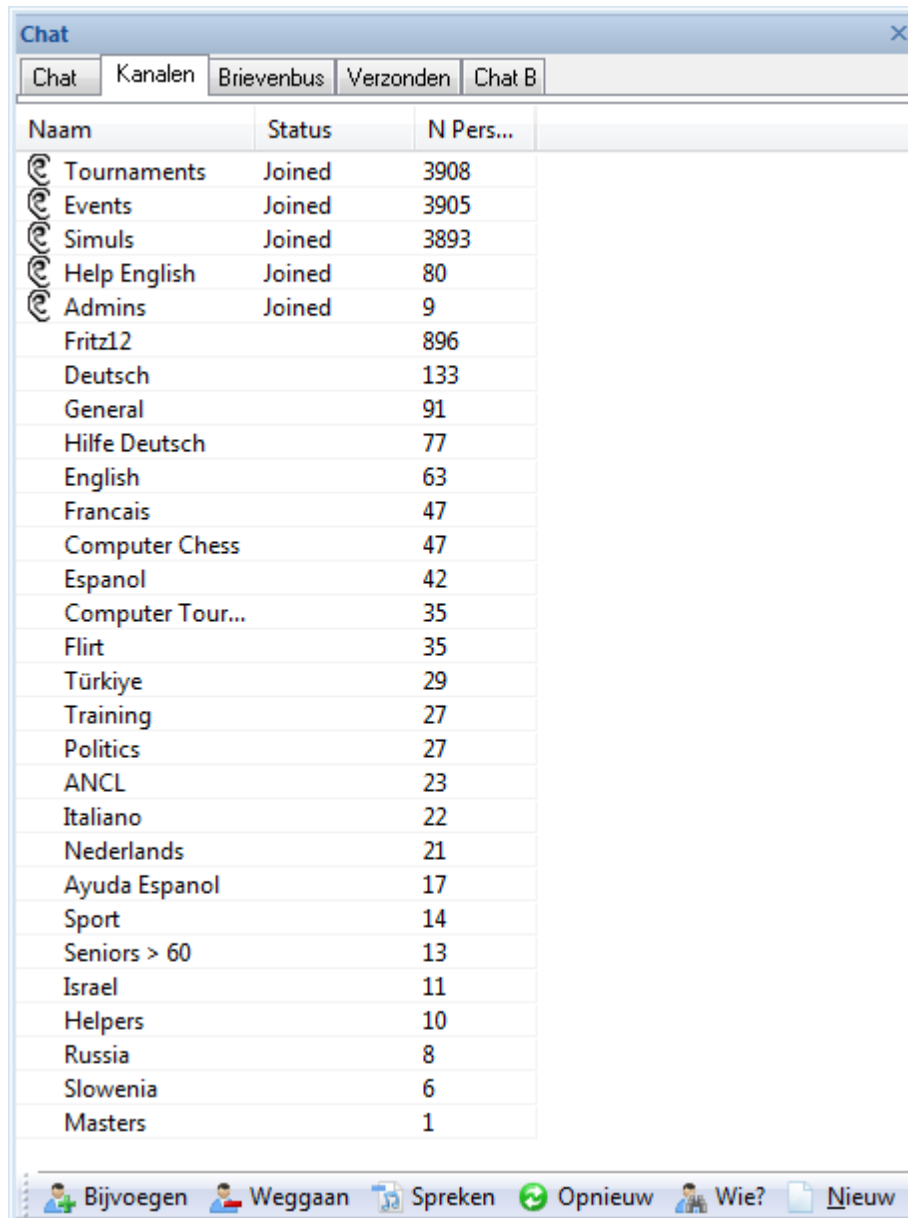 Chat
Chat Kanalen Brievenbus Verzonden Chat B
Naam Status N Pers...
Tournaments Joined 3908
Events Joined 3905
Simuls Joined 3893
Help English Joined 80
Admins Joined 9
Fritz12 896
Deutsch 133
General 91
Hilfe Deutsch 77
English 63
Francais 47
Computer Chess 47
Espanol 42
Computer Tour... 35
Flirt 35
Türkiye 29
Training 27
Politics 27
ANCL 23
Italiano 22
Nederlands 21
Ayuda Espanol 17
Sport 14
Seniors > 60 13
Israel 11
Helpers 10
Russia 8
Slowenia 6
Masters 1
Bijvoegen Weggaan Spreken Opnieuw Wie? Nieuw